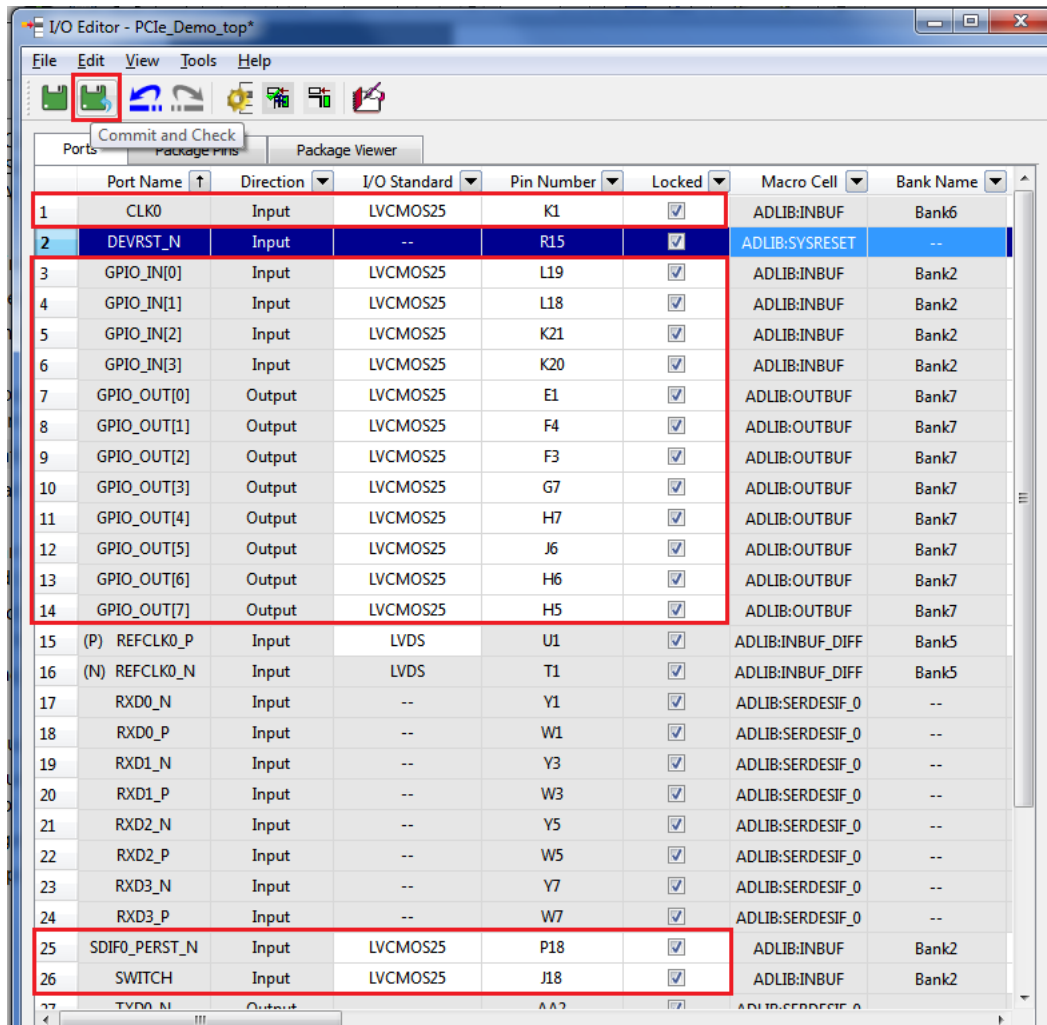 I/O Editor - PCIe_Demo_top*
File Edit View Tools Help
Commit and Check
Ports Package Pins Package Viewer
Port Name Direction I/O Standard Pin Number Locked Macro Cell Bank Name
1 CLK0 Input LVCMOS25 K1 ADLIB:INBUF Bank6
2 DEVRST_N Input -- R15 ADLIB:SYSRESET --
3 GPIO_IN[0] Input LVCMOS25 L19 ADLIB:INBUF Bank2
4 GPIO_IN[1] Input LVCMOS25 L18 ADLIB:INBUF Bank2
5 GPIO_IN[2] Input LVCMOS25 K21 ADLIB:INBUF Bank2
6 GPIO_IN[3] Input LVCMOS25 K20 ADLIB:INBUF Bank2
7 GPIO_OUT[0] Output LVCMOS25 E1 ADLIB:OUTBUF Bank7
8 GPIO_OUT[1] Output LVCMOS25 F4 ADLIB:OUTBUF Bank7
9 GPIO_OUT[2] Output LVCMOS25 F3 ADLIB:OUTBUF Bank7
10 GPIO_OUT[3] Output LVCMOS25 G7 ADLIB:OUTBUF Bank7
11 GPIO_OUT[4] Output LVCMOS25 H7 ADLIB:OUTBUF Bank7
12 GPIO_OUT[5] Output LVCMOS25 J6 ADLIB:OUTBUF Bank7
13 GPIO_OUT[6] Output LVCMOS25 H6 ADLIB:OUTBUF Bank7
14 GPIO_OUT[7] Output LVCMOS25 H5 ADLIB:OUTBUF Bank7
15 (P) REFCLK0_P Input LVDS U1 ADLIB:INBUF_DIFF Bank5
16 (N) REFCLK0_N Input LVDS T1 ADLIB:INBUF_DIFF Bank5
17 RXD0_N Input -- Y1 ADLIB:SERDESIF_0 --
18 RXD0_P Input -- W1 ADLIB:SERDESIF_0 --
19 RXD1_N Input -- Y3 ADLIB:SERDESIF_0 --
20 RXD1_P Input -- W3 ADLIB:SERDESIF_0 --
21 RXD2_N Input -- Y5 ADLIB:SERDESIF_0 --
22 RXD2_P Input -- W5 ADLIB:SERDESIF_0 --
23 RXD3_N Input -- Y7 ADLIB:SERDESIF_0 --
24 RXD3_P Input -- W7 ADLIB:SERDESIF_0 --
25 SDIF0_PERST_N Input LVCMOS25 P18 ADLIB:INBUF Bank2
26 SWITCH Input LVCMOS25 J18 ADLIB:INBUF Bank2
27 TXD0_N Output AA2 ADLIB:SERDESIF_0